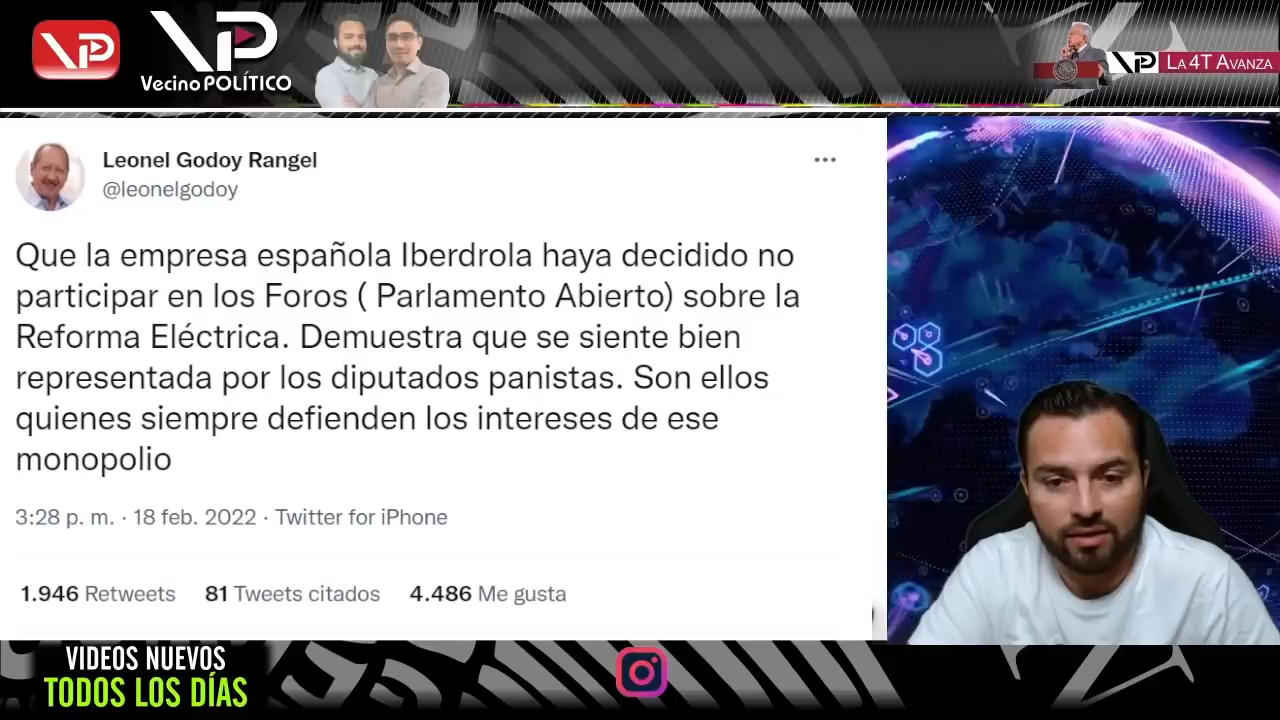 VP
VP
Vecino POLÍTICO
VP LA 4T AVANZA
Leonel Godoy Rangel
@leonelgodoy
Que la empresa española Iberdrola haya decidido no
participar en los Foros ( Parlamento Abierto) sobre la
Reforma Eléctrica. Demuestra que se siente bien
representada por los diputados panistas. Son ellos
quienes siempre defienden los intereses de ese
monopolio
3:28 p. m. · 18 feb. 2022 · Twitter for iPhone
1.946 Retweets 81 Tweets citados 4.486 Me gusta
VIDEOS NUEVOS
TODOS LOS DÍAS